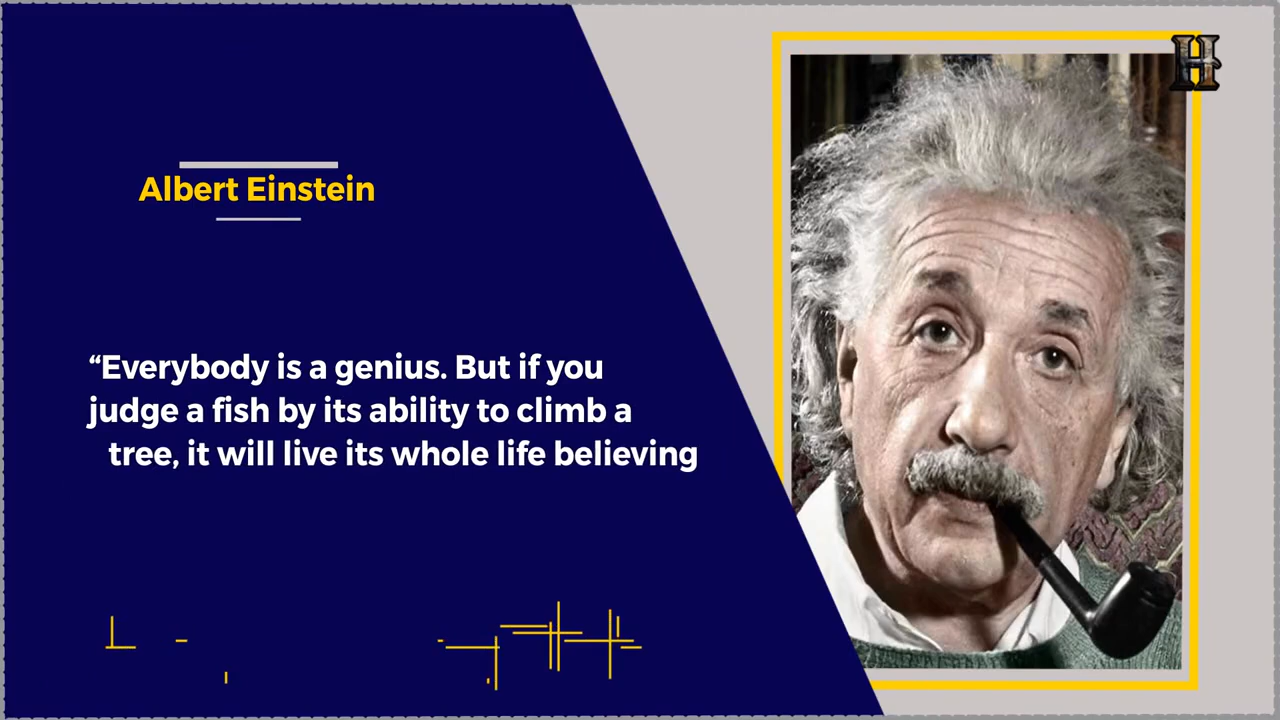 H
Albert Einstein
“Everybody is a genius. But if you
judge a fish by its ability to climb a
tree, it will live its whole life believing